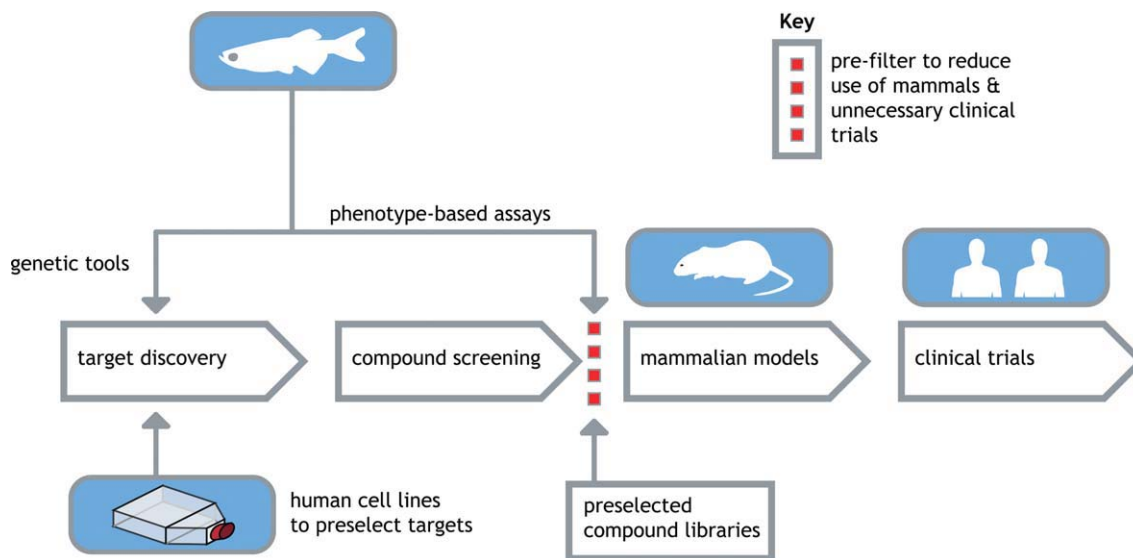 Key
pre-filter to reduce
use of mammals &
unnecessary clinical
trials
phenotype-based assays
genetic tools
target discovery
compound screening
mammalian models
clinical trials
human cell lines
to preselect targets
preselected
compound libraries